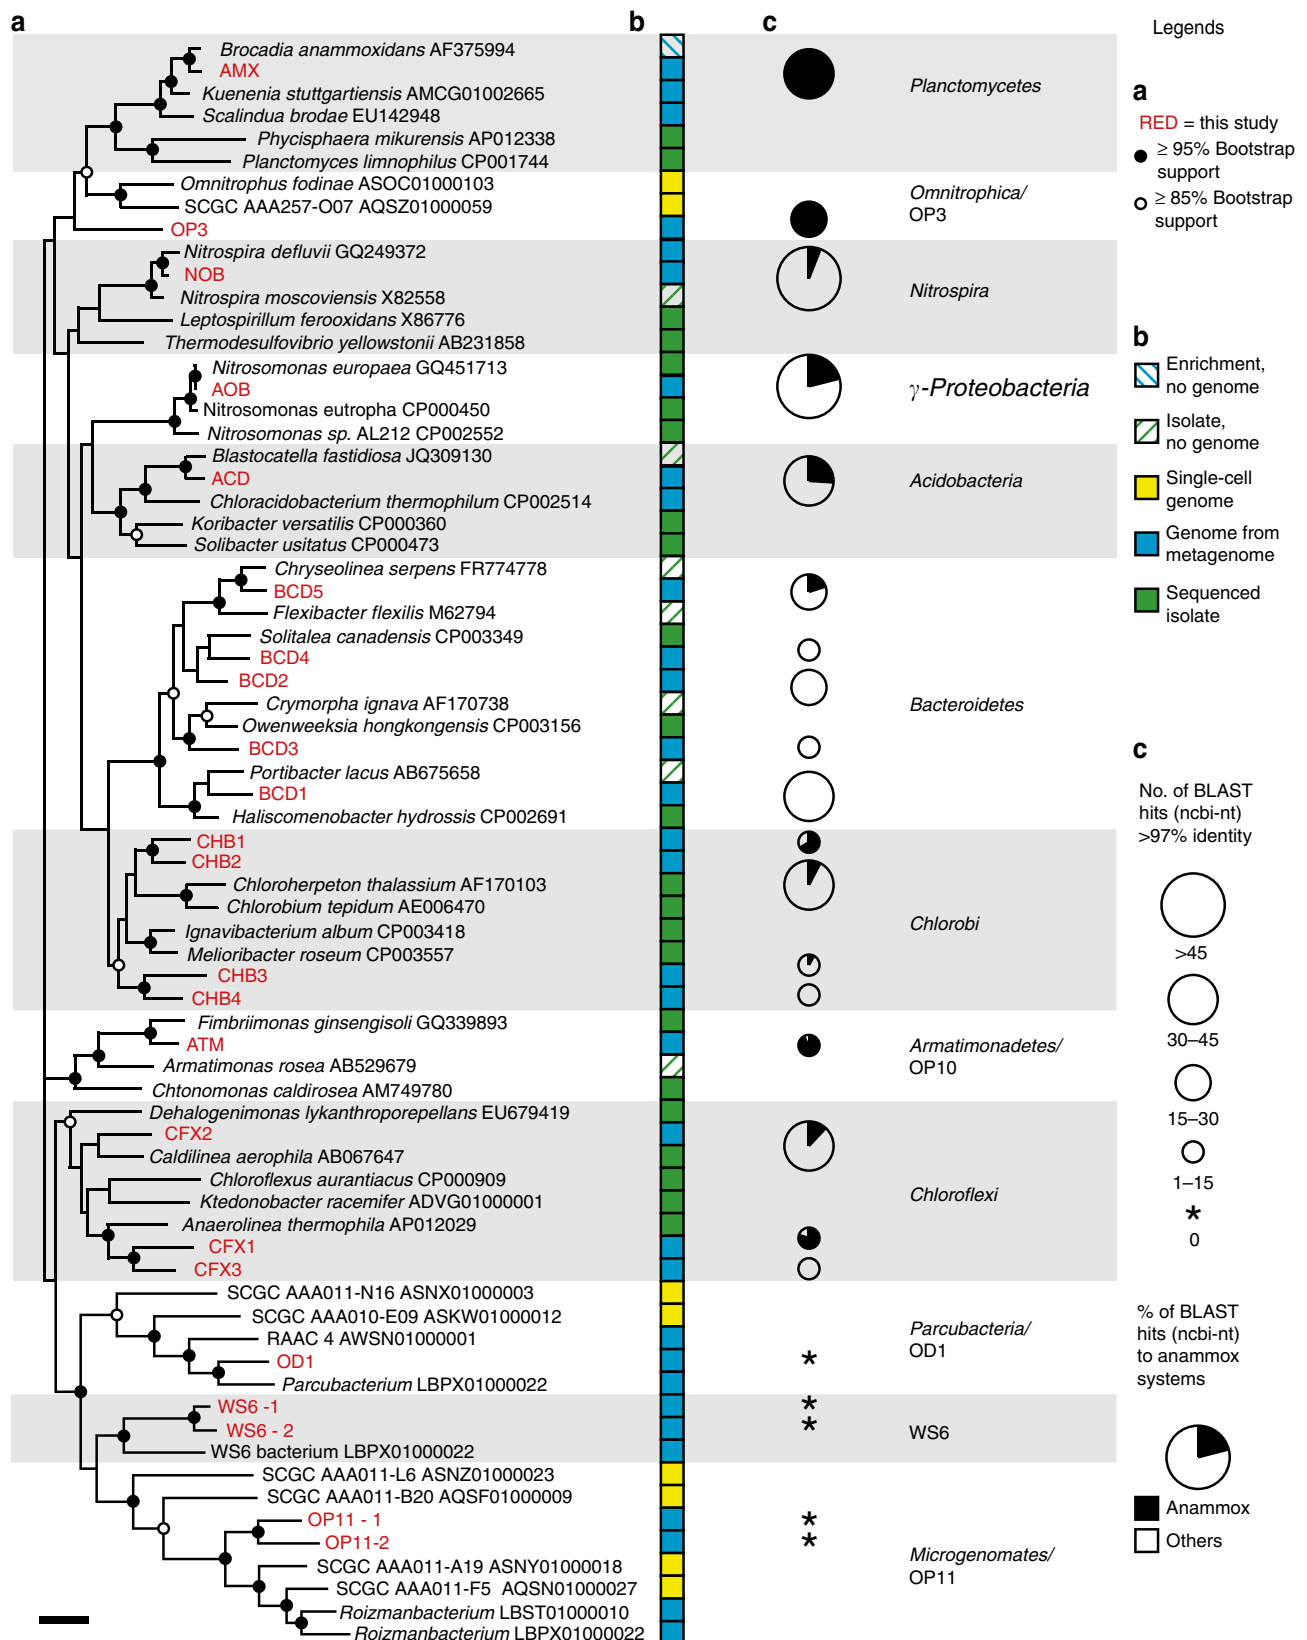 a
b
c
Legends
Brocadia anammoxidans AF375994
AMX
Kuenenia stuttgartiensis AMCG01002665
Scalindua brodae EU142948
Phycisphaera mikurensis AP012338
Planctomyces limnophilus CP001744
Planctomycetes
Omnitrophus fodinae ASOC01000103
SCGC AAA257-O07 AQSZ01000059
OP3
Omnitrophica/
OP3
Nitrospira defluvii GQ249372
NOB
Nitrospira moscoviensis X82558
Leptospirillum ferooxidans X86776
Thermodesulfovibrio yellowstonii AB231858
Nitrospira
Nitrosomonas europaea GQ451713
AOB
Nitrosomonas eutropha CP000450
Nitrosomonas sp. AL212 CP002552
γ-Proteobacteria
Blastocatella fastidiosa JQ309130
ACD
Chloracidobacterium thermophilum CP002514
Koribacter versatilis CP000360
Solibacter usitatus CP000473
Acidobacteria
Chryseolinea serpens FR774778
BCD5
Flexibacter flexilis M62794
Solitalea canadensis CP003349
BCD4
BCD2
Crymorpha ignava AF170738
Owenweeksia hongkongensis CP003156
BCD3
Portibacter lacus AB675658
BCD1
Haliscomenobacter hydrossis CP002691
Bacteroidetes
CHB1
CHB2
Chloroherpeton thalassium AF170103
Chlorobium tepidum AE006470
Ignavibacterium album CP003418
Melioribacter roseum CP003557
CHB3
CHB4
Chlorobi
Fimbriimonas ginsengisoli GQ339893
ATM
Armatimonas rosea AB529679
Chtonomonas caldirosea AM749780
Armatimonadetes/
OP10
Dehalogenimonas lykanthroporepellans EU679419
CFX2
Caldilinea aerophila AB067647
Chloroflexus aurantiacus CP000909
Ktedonobacter racemifer ADVG01000001
Anaerolinea thermophila AP012029
CFX1
CFX3
Chloroflexi
SCGC AAA011-N16 ASNX01000003
SCGC AAA010-E09 ASKW01000012
RAAC 4 AWSN01000001
OD1
Parcubacterium LBPX01000022
Parcubacteria/
OD1
*
WS6 -1
WS6 - 2
WS6 bacterium LBPX01000022
*
*
WS6
SCGC AAA011-L6 ASNZ01000023
SCGC AAA011-B20 AQSF01000009
OP11 - 1
OP11-2
SCGC AAA011-A19 ASNY01000018
SCGC AAA011-F5 AQSN01000027
Roizmanbacterium LBST01000010
Roizmanbacterium LBPX01000022
*
*
Microgenomates/
OP11
a
RED = this study
≥ 95% Bootstrap
support
≥ 85% Bootstrap
support
b
Enrichment,
no genome
Isolate,
no genome
Single-cell
genome
Genome from
metagenome
Sequenced
isolate
c
No. of BLAST
hits (ncbi-nt)
>97% identity
>45
30–45
15–30
1–15
*
0
% of BLAST
hits (ncbi-nt)
to anammox
systems
Anammox
Others